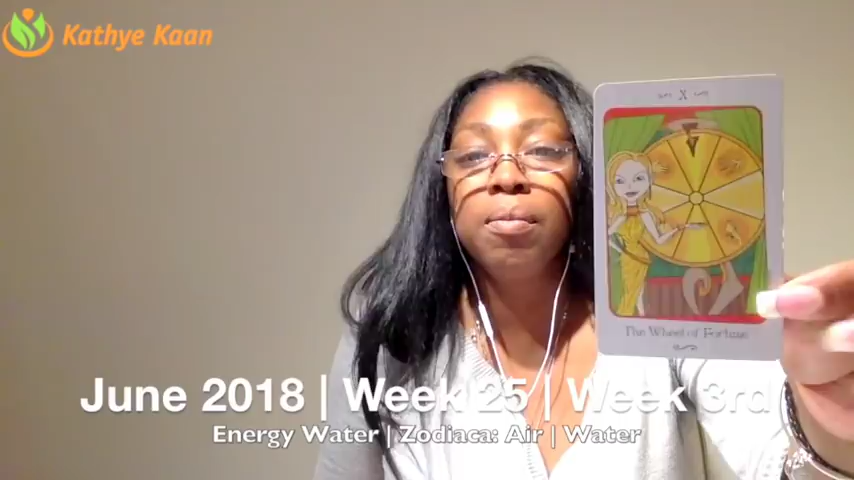 Kathye Kaan
X
The Wheel of Fortune
June 2018 | Week 25 | Week 3rd
Energy Water | Zodiaca: Air | Water